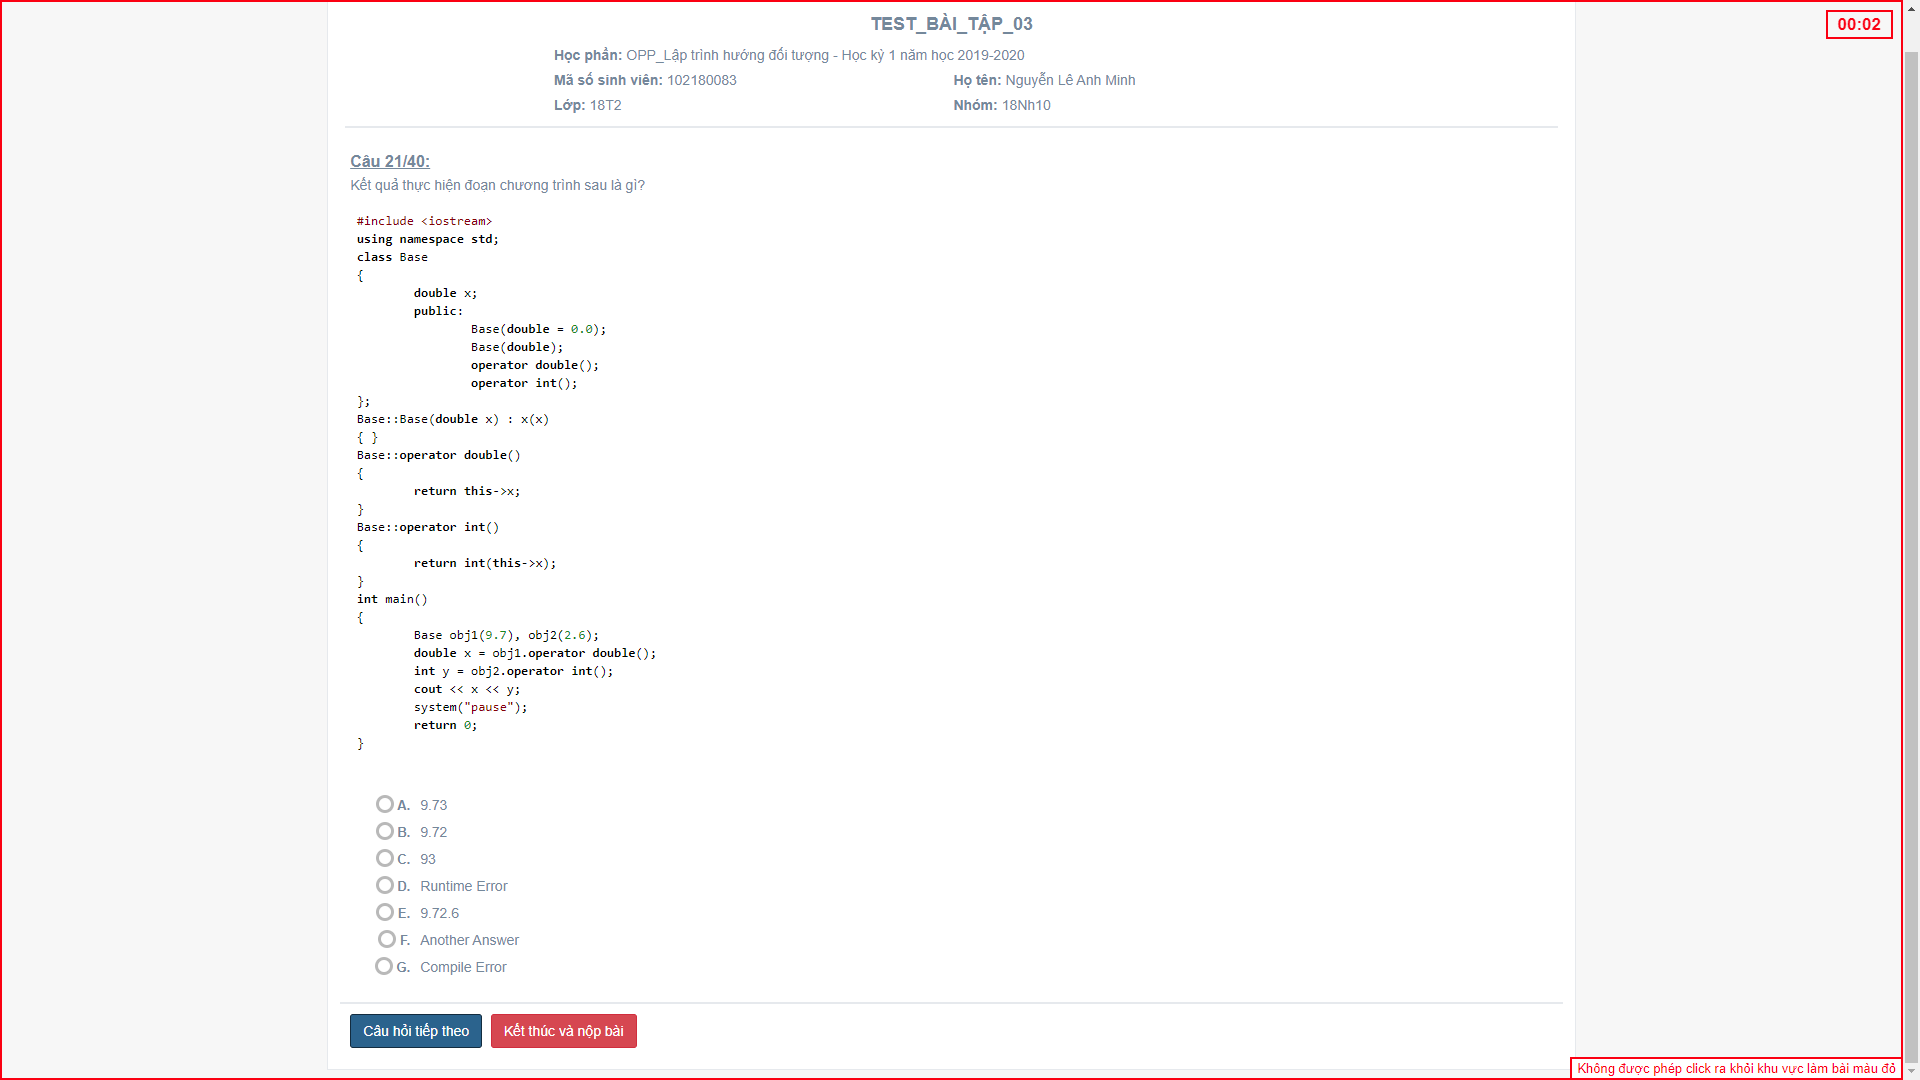 TEST_BÀI_TẬP_03
00:02
Học phần: OPP_Lập trình hướng đối tượng - Học kỳ 1 năm học 2019-2020
Mã số sinh viên: 102180083 Họ tên: Nguyễn Lê Anh Minh
Lớp: 18T2 Nhóm: 18Nh10
Câu 21/40:
Kết quả thực hiện đoạn chương trình sau là gì?
#include <iostream>
using namespace std;
class Base
{
double x;
public:
Base(double = 0.0);
Base(double);
operator double();
operator int();
};
Base::Base(double x) : x(x)
{ }
Base::operator double()
{
return this->x;
}
Base::operator int()
{
return int(this->x);
}
int main()
{
Base obj1(9.7), obj2(2.6);
double x = obj1.operator double();
int y = obj2.operator int();
cout << x << y;
system("pause");
return 0;
}
A. 9.73
B. 9.72
C. 93
D. Runtime Error
E. 9.72.6
F. Another Answer
G. Compile Error
Câu hỏi tiếp theo Kết thúc và nộp bài
Không được phép click ra khỏi khu vực làm bài màu đỏ